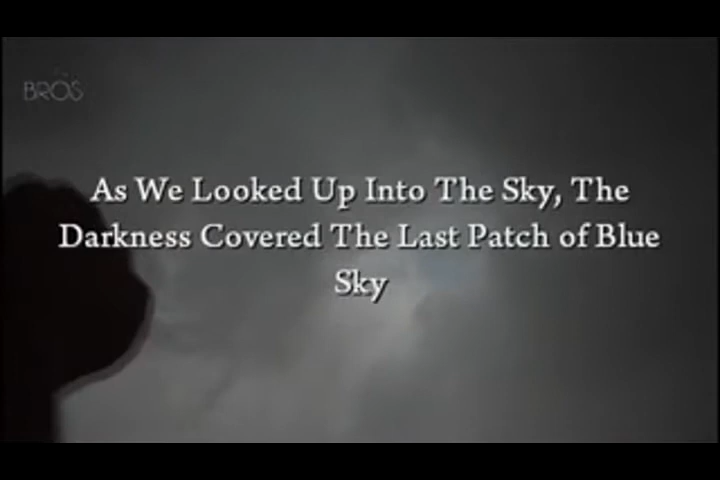 BROS
As We Looked Up Into The Sky, The
Darkness Covered The Last Patch of Blue
Sky